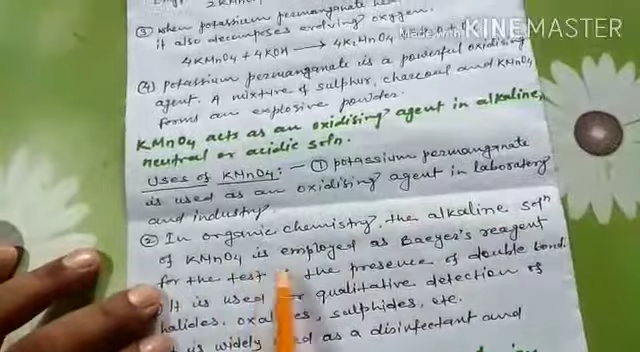 ③ when potassium permanganate
it also decomposes evolving oxygen.
4KMnO4 + 4KOH → 4K2MnO4
(4) Potassium permanganate is a powerful oxidising
agent. A mixture of sulphur, charcoal and KMnO4
forms an explosive powder.
KMnO4 acts as an oxidising agent in alkaline,
neutral or acidic soln.
Uses of KMnO4:- ① potassium permanganate
is used as an oxidising agent in laboratory
and industry.
② In organic chemistry, the alkaline solⁿ
of KMnO4 is employed as Baeyer's reagent
for the test the presence of double bond.
It is used qualitative detection of
halides, sulphides, etc.
is widely as a disinfectant and
Made with KINEMASTER